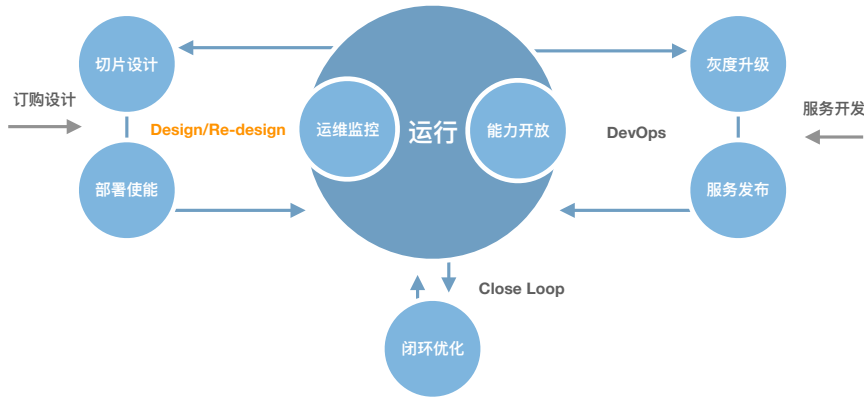 切片设计
灰度升级
订购设计
服务开发
Design/Re-design
运维监控
运行
能力开放
DevOps
部署使能
服务发布
Close Loop
闭环优化